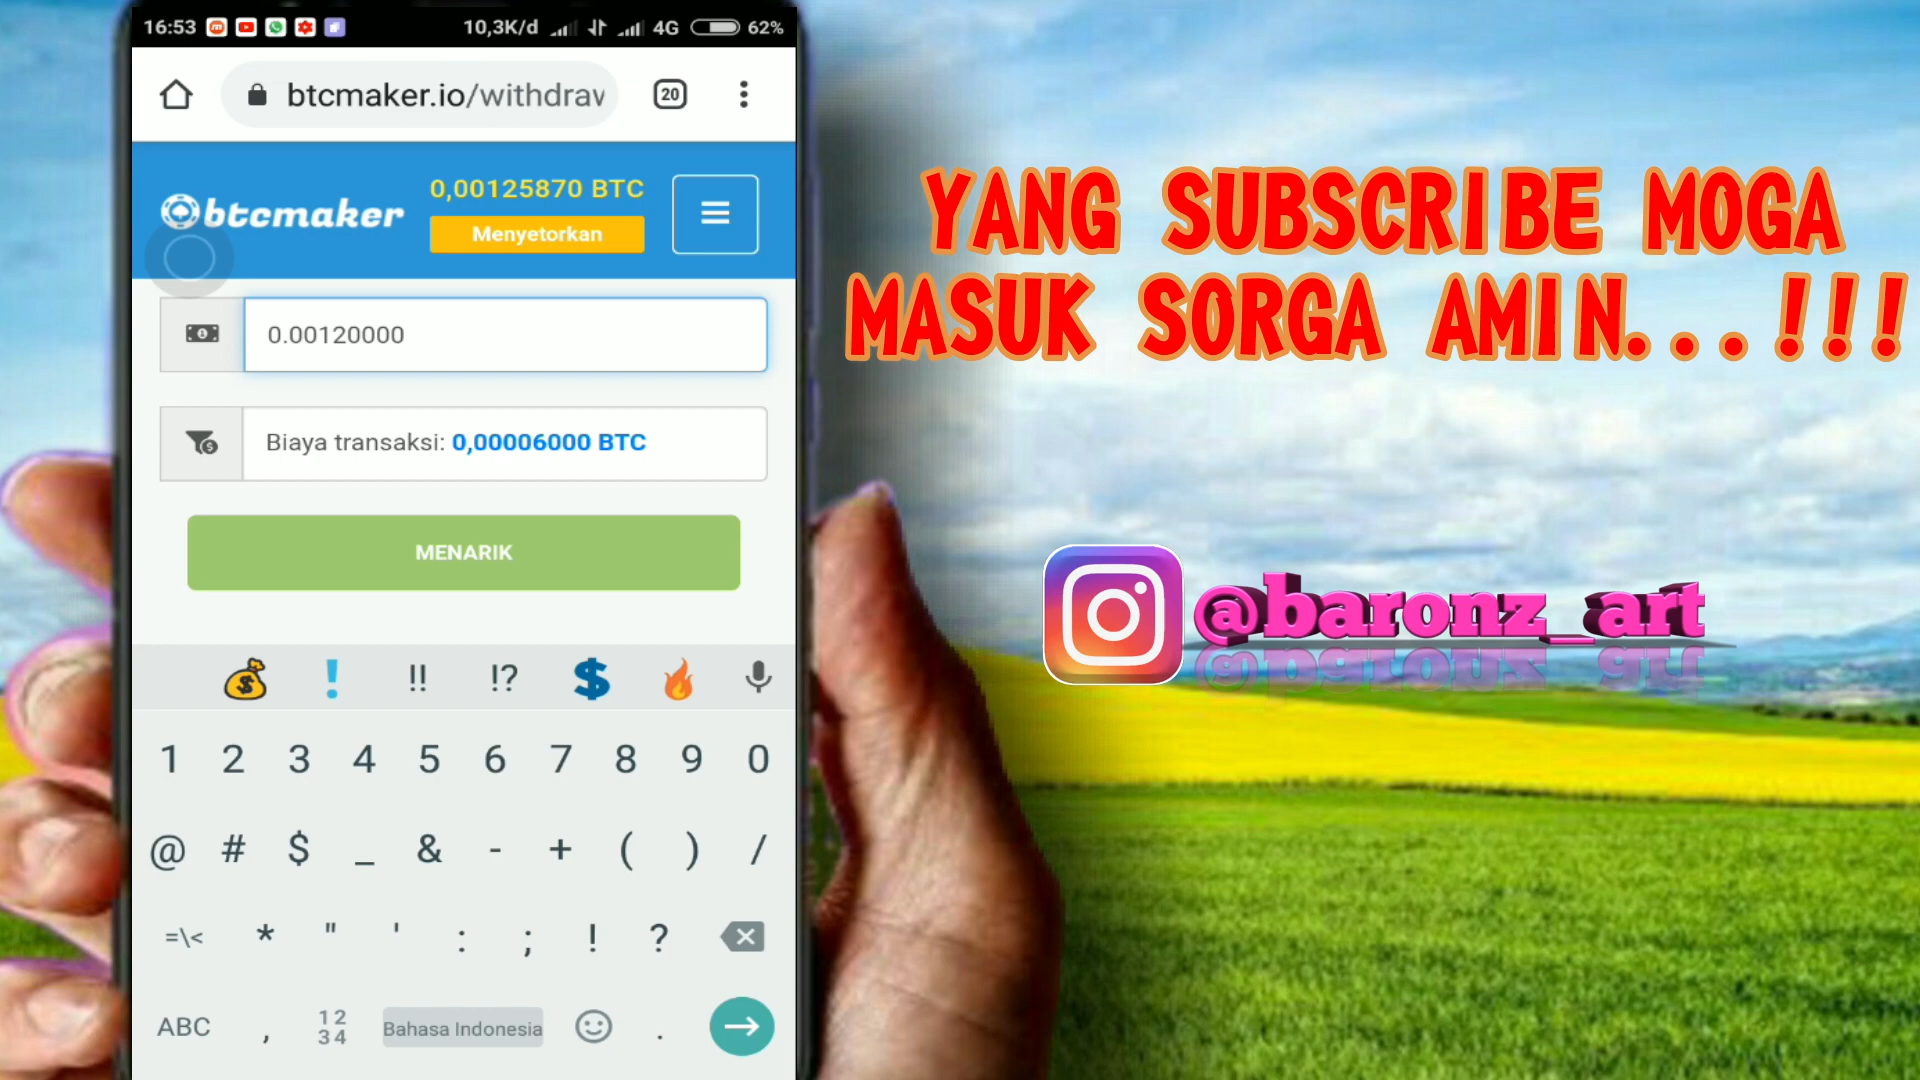 16:53
10,3K/d
4G
62%
btcmaker.io/withdraw
20
btcmaker
0,00125870 BTC
Menyetorkan
0.00120000
Biaya transaksi: 0,00006000 BTC
MENARIK
! !! !? $
1 2 3 4 5 6 7 8 9 0
@ # $ _ & - + ( ) /
=\< * " ' : ; ! ?
ABC , 12 34 Bahasa Indonesia .
YANG SUBSCRIBE MOGA
MASUK SORGA AMIN...!!!
@baronz_art